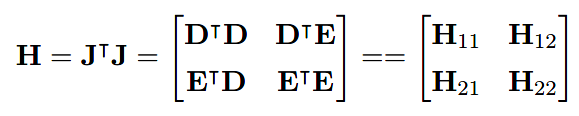 H = JᵀJ = [DᵀD DᵀE] == [H₁₁ H₁₂]
[EᵀD EᵀE] [H₂₁ H₂₂]